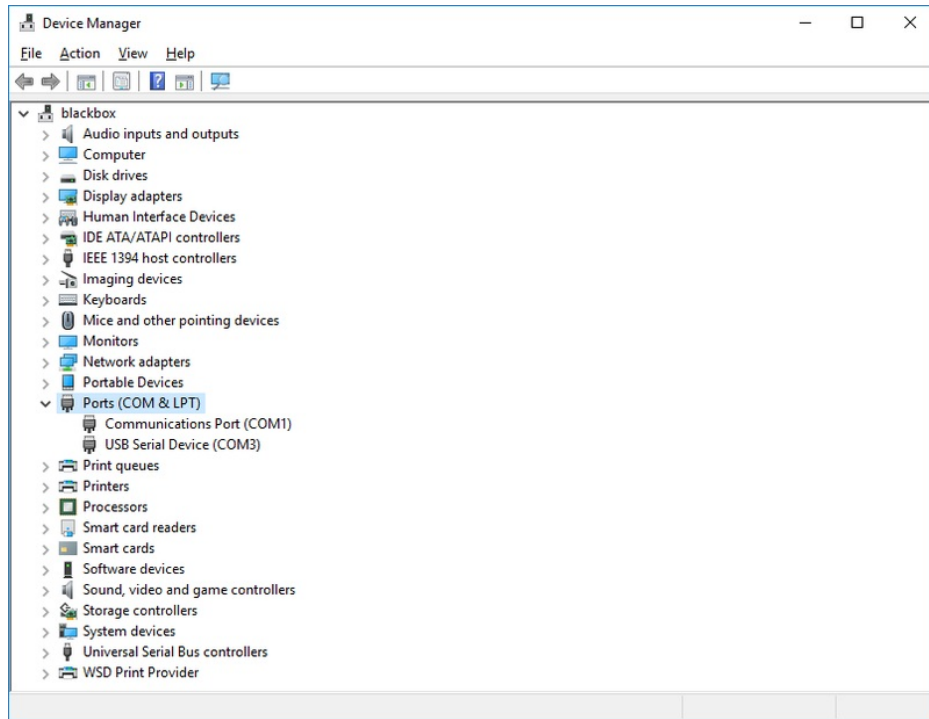 Device Manager
File Action View Help
blackbox
Audio inputs and outputs
Computer
Disk drives
Display adapters
Human Interface Devices
IDE ATA/ATAPI controllers
IEEE 1394 host controllers
Imaging devices
Keyboards
Mice and other pointing devices
Monitors
Network adapters
Portable Devices
Ports (COM & LPT)
Communications Port (COM1)
USB Serial Device (COM3)
Print queues
Printers
Processors
Smart card readers
Smart cards
Software devices
Sound, video and game controllers
Storage controllers
System devices
Universal Serial Bus controllers
WSD Print Provider